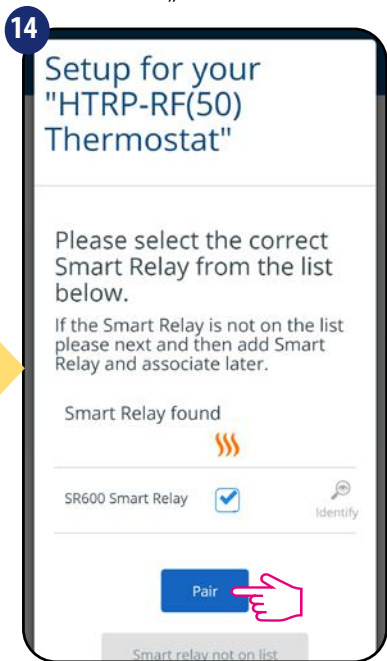 14
Setup for your
"HTRP-RF(50)
Thermostat"
Please select the correct
Smart Relay from the list
below.
If the Smart Relay is not on the list
please next and then add Smart
Relay and associate later.
Smart Relay found
SR600 Smart Relay
Identify
Pair
Smart relay not on list